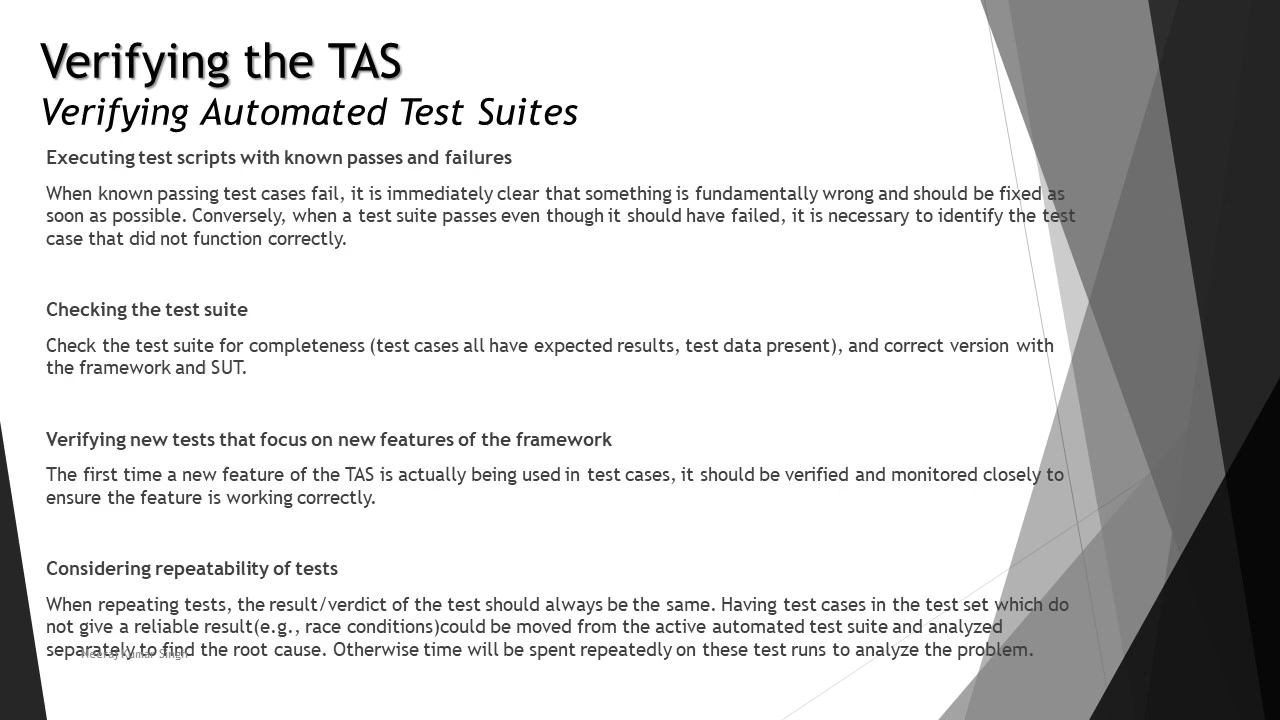 Verifying the TAS
Verifying Automated Test Suites
Executing test scripts with known passes and failures
When known passing test cases fail, it is immediately clear that something is fundamentally wrong and should be fixed as
soon as possible. Conversely, when a test suite passes even though it should have failed, it is necessary to identify the test
case that did not function correctly.
Checking the test suite
Check the test suite for completeness (test cases all have expected results, test data present), and correct version with
the framework and SUT.
Verifying new tests that focus on new features of the framework
The first time a new feature of the TAS is actually being used in test cases, it should be verified and monitored closely to
ensure the feature is working correctly.
Considering repeatability of tests
When repeating tests, the result/verdict of the test should always be the same. Having test cases in the test set which do
not give a reliable result(e.g., race conditions)could be moved from the active automated test suite and analyzed
separately to find the root cause. Otherwise time will be spent repeatedly on these test runs to analyze the problem.
Neeraj Kumar Singh